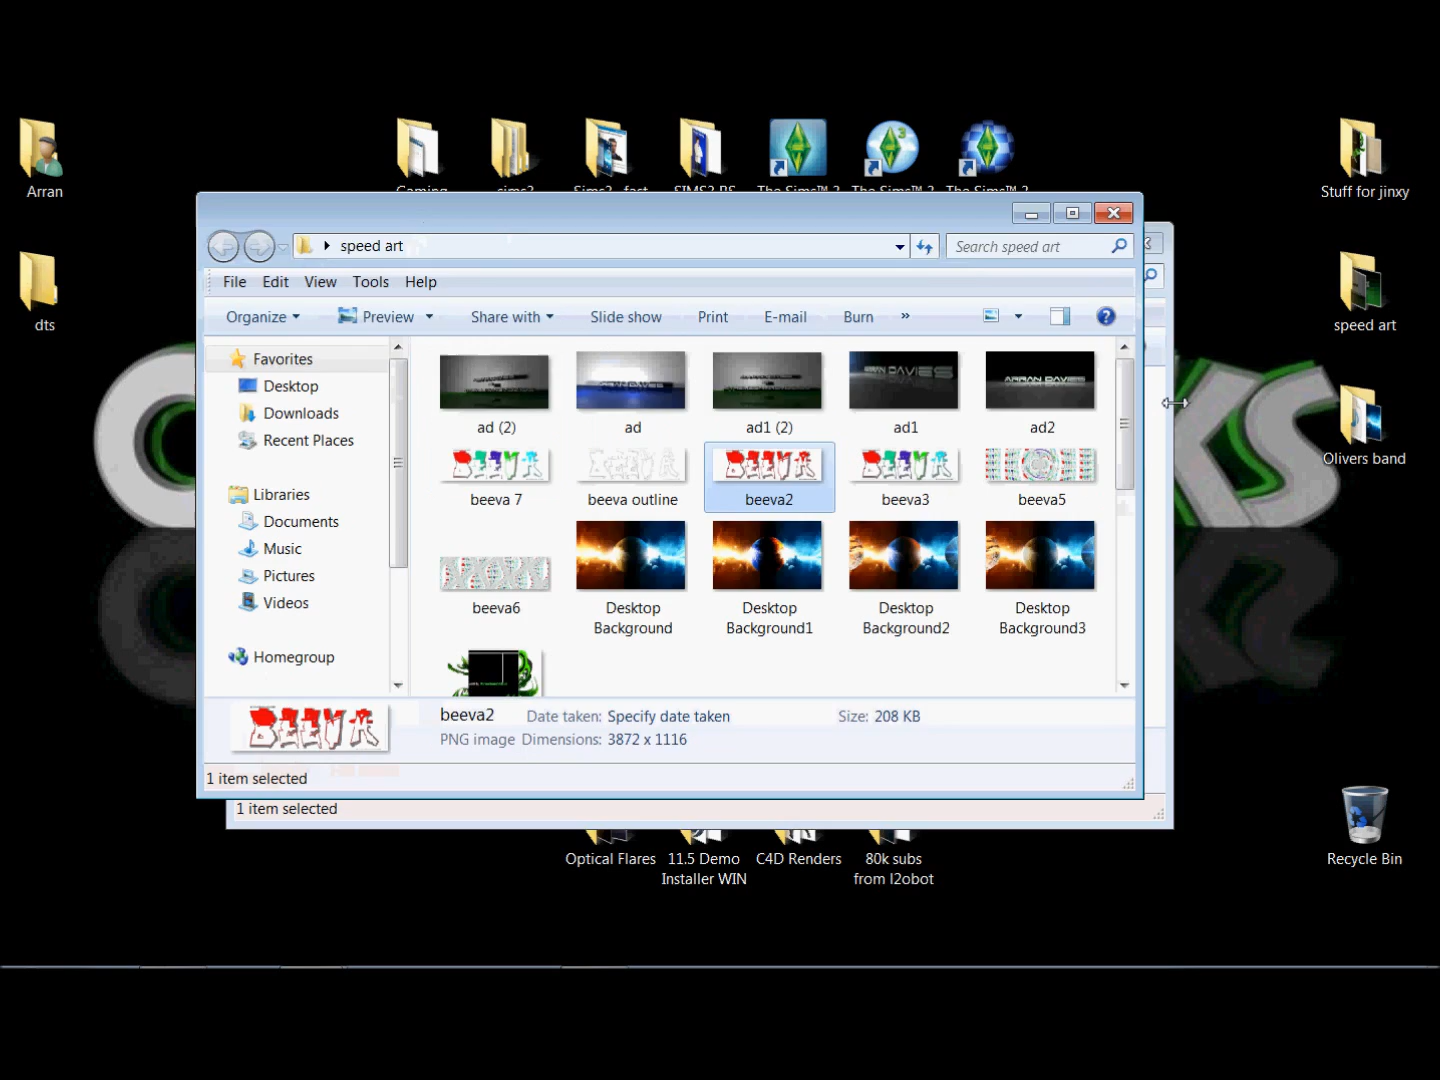 Arran
Stuff for jinxy
dts
speed art
Olivers band
speed art
Search speed art
File Edit View Tools Help
Organize Preview Share with Slide show Print E-mail Burn »
Favorites
Desktop
Downloads
Recent Places
Libraries
Documents
Music
Pictures
Videos
Homegroup
ad (2) ad ad1 (2) ad1 ad2
beeva 7 beeva outline beeva2 beeva3 beeva5
beeva6 Desktop Background Desktop Background1 Desktop Background2 Desktop Background3
BEEVA
beeva2 Date taken: Specify date taken Size: 208 KB
PNG image Dimensions: 3872 x 1116
1 item selected
1 item selected
Optical Flares 11.5 Demo Installer WIN C4D Renders 80k subs from l2obot
Recycle Bin